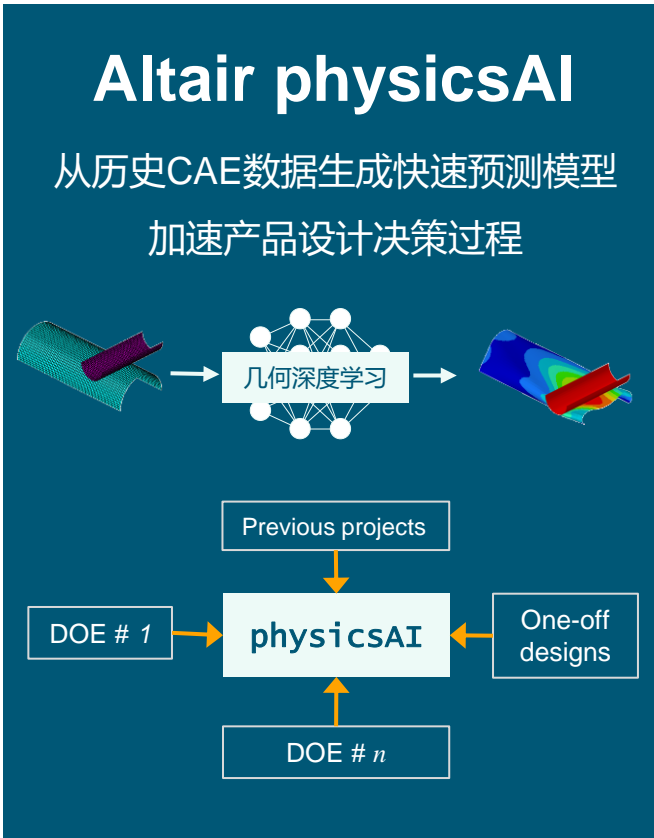 Altair physicsAI
从历史CAE数据生成快速预测模型
加速产品设计决策过程
几何深度学习
Previous projects
DOE # 1
physicsAI
One-off
designs
DOE # n